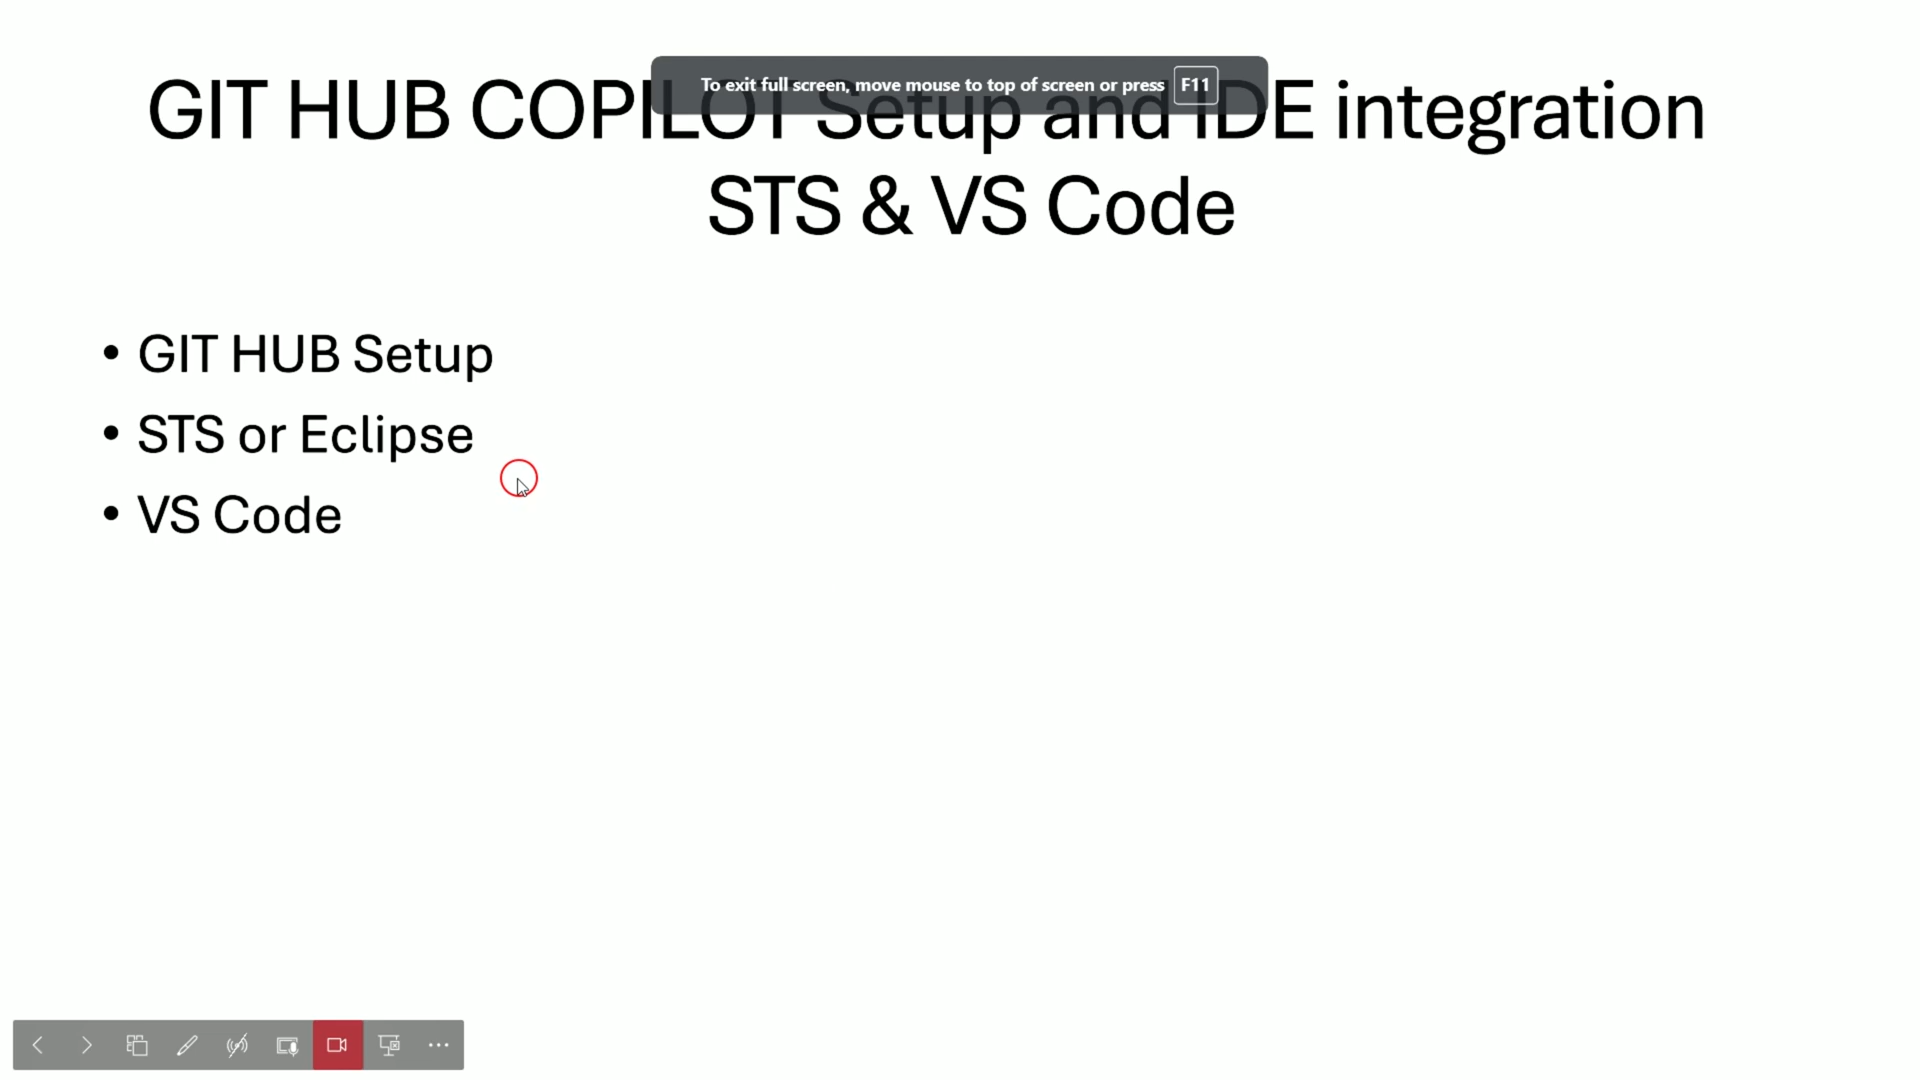 To exit full screen, move mouse to top of screen or press F11
GIT HUB COPILOT Setup and IDE integration
STS & VS Code
• GIT HUB Setup
• STS or Eclipse
• VS Code